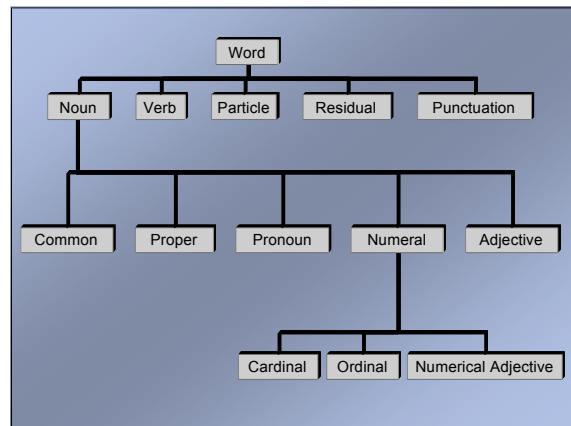 Word
Noun Verb Particle Residual Punctuation
Common Proper Pronoun Numeral Adjective
Cardinal Ordinal Numerical Adjective